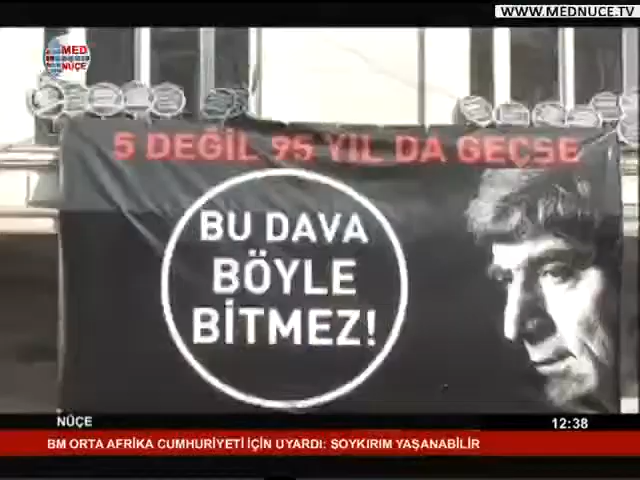 WWW.MEDNUCE.TV
MED
NÛÇE
5 DEĞİL 95 YIL DA GEÇSE
BU DAVA
BÖYLE
BİTMEZ!
NÛÇE
12:38
BM ORTA AFRİKA CUMHURİYETİ İÇİN UYARDI: SOYKIRIM YAŞANABİLİR